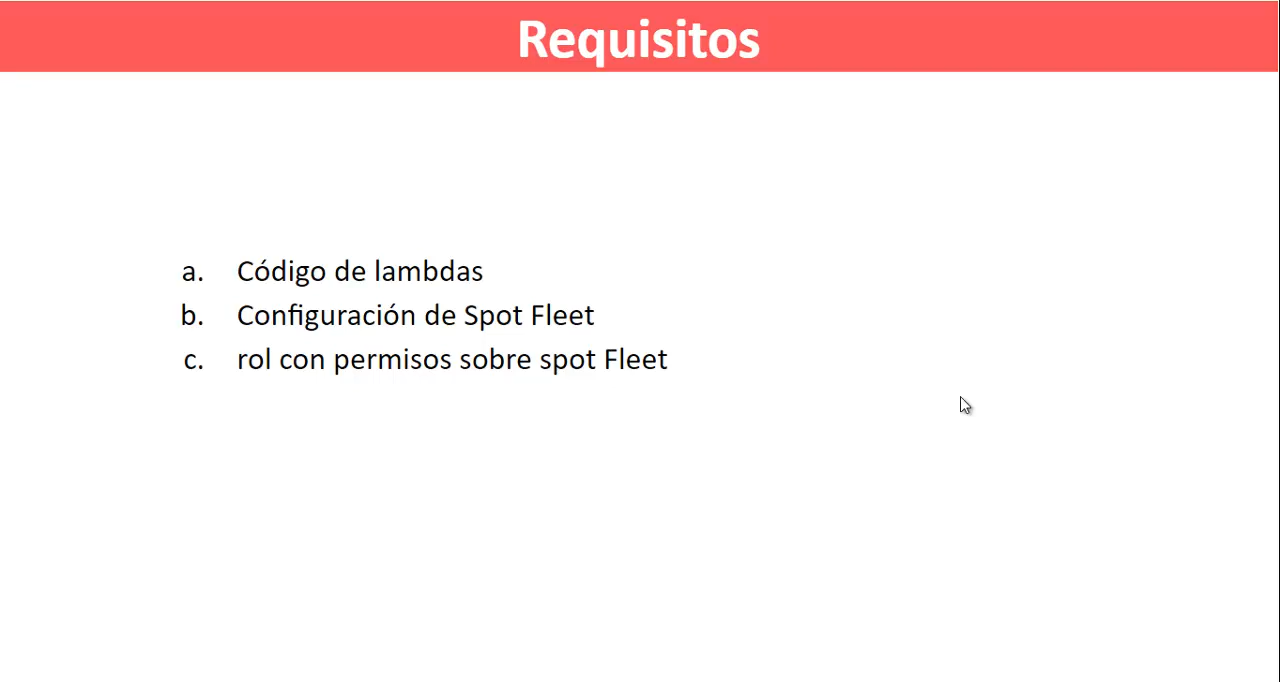 Requisitos
a. Código de lambdas
b. Configuración de Spot Fleet
c. rol con permisos sobre spot Fleet